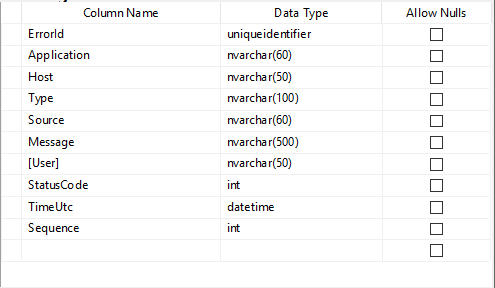 Column Name Data Type Allow Nulls
ErrorId uniqueidentifier
Application nvarchar(60)
Host nvarchar(50)
Type nvarchar(100)
Source nvarchar(60)
Message nvarchar(500)
[User] nvarchar(50)
StatusCode int
TimeUtc datetime
Sequence int